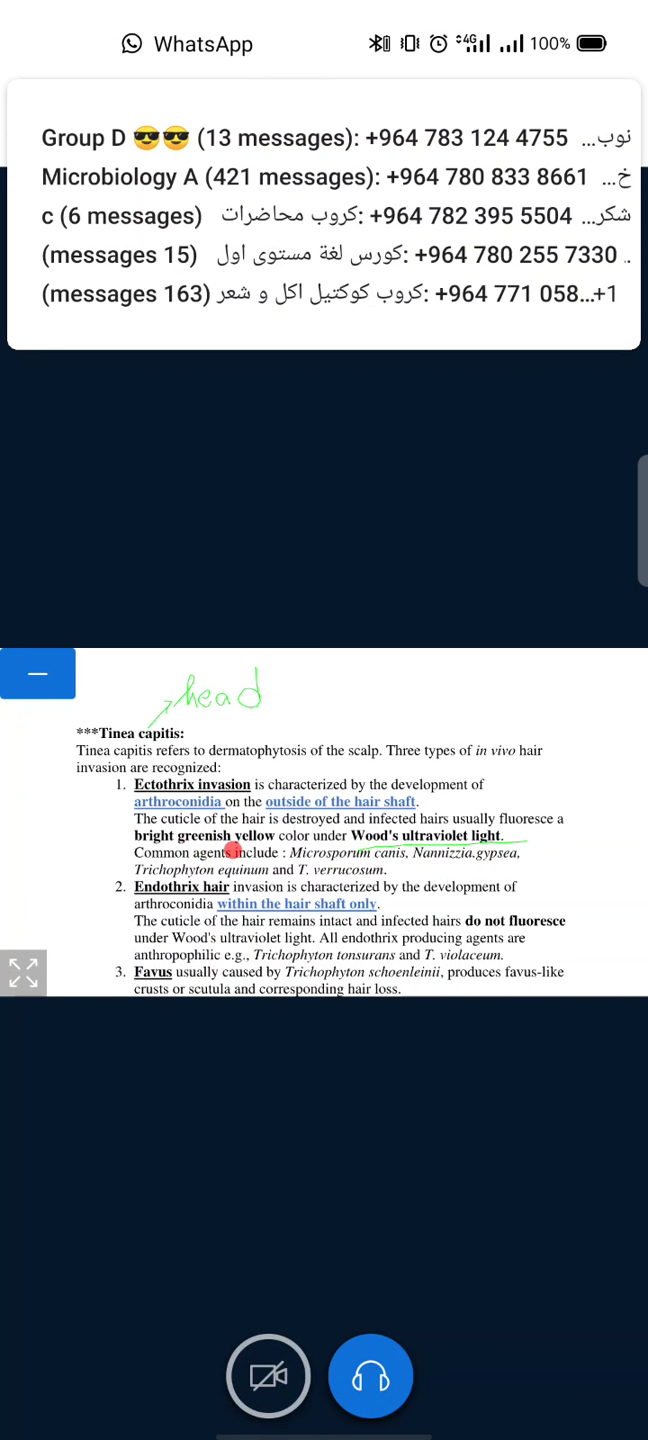 WhatsApp
4G 100%
Group D 😎😎 (13 messages): +964 783 124 4755 نوب...
Microbiology A (421 messages): +964 780 833 8661 خ...
c (6 messages) كروب محاضرات: +964 782 395 5504 شكر...
(messages 15) كورس لغة مستوى اول: +964 780 255 7330 ..
(messages 163) كروب كوكتيل اكل و شعر: +964 771 058...+1
head
***Tinea capitis:
Tinea capitis refers to dermatophytosis of the scalp. Three types of in vivo hair
invasion are recognized:
1. Ectothrix invasion is characterized by the development of
arthroconidia on the outside of the hair shaft.
The cuticle of the hair is destroyed and infected hairs usually fluoresce a
bright greenish yellow color under Wood's ultraviolet light.
Common agents include : Microsporum canis, Nannizzia.gypsea,
Trichophyton equinum and T. verrucosum.
2. Endothrix hair invasion is characterized by the development of
arthroconidia within the hair shaft only.
The cuticle of the hair remains intact and infected hairs do not fluoresce
under Wood's ultraviolet light. All endothrix producing agents are
anthropophilic e.g., Trichophyton tonsurans and T. violaceum.
3. Favus usually caused by Trichophyton schoenleinii, produces favus-like
crusts or scutula and corresponding hair loss.